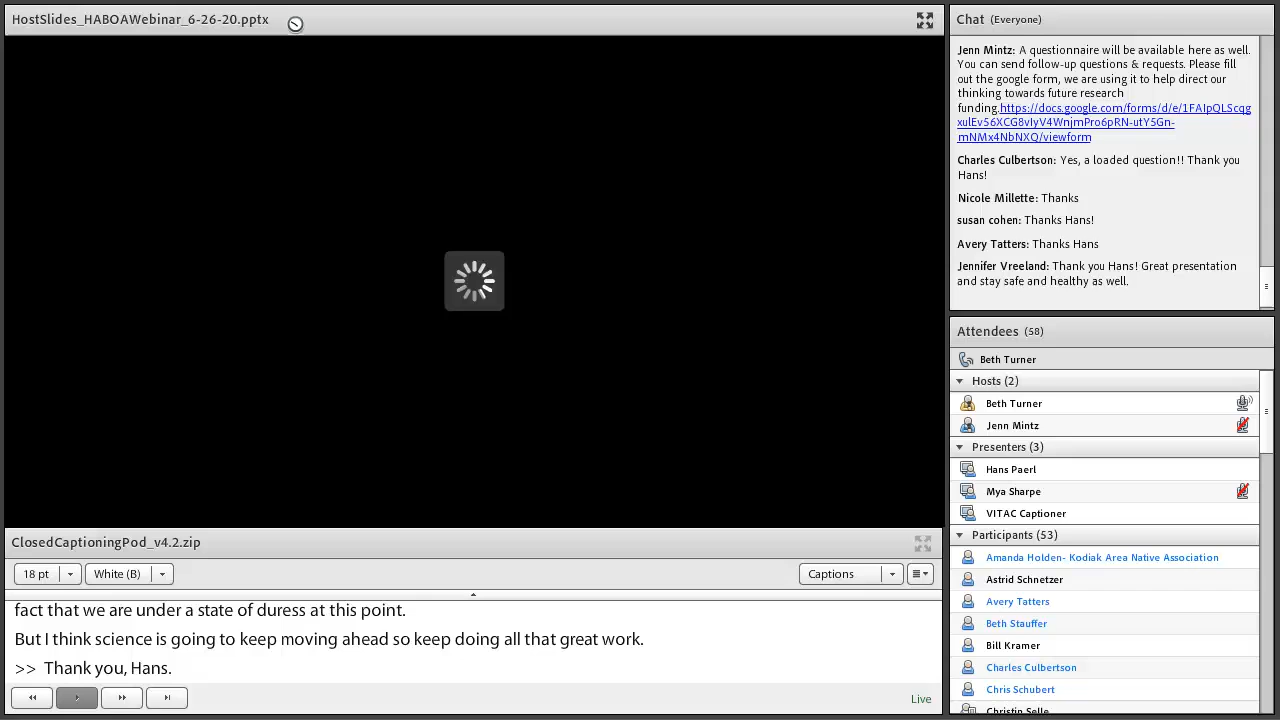 HostSlides_HABOAWebinar_6-26-20.pptx
Chat (Everyone)
Jenn Mintz: A questionnaire will be available here as well.
You can send follow-up questions & requests. Please fill
out the google form, we are using it to help direct our
thinking towards future research
funding.https://docs.google.com/forms/d/e/1FAIpQLScqg
xulEv56XCG8vIyV4WnjmPro6pRN-utY5Gn-
mNMx4NbNXQ/viewform
Charles Culbertson: Yes, a loaded question!! Thank you
Hans!
Nicole Millette: Thanks
susan cohen: Thanks Hans!
Avery Tatters: Thanks Hans
Jennifer Vreeland: Thank you Hans! Great presentation
and stay safe and healthy as well.
Attendees (58)
Beth Turner
Hosts (2)
Beth Turner
Jenn Mintz
Presenters (3)
Hans Paerl
Mya Sharpe
VITAC Captioner
Participants (53)
Amanda Holden- Kodiak Area Native Association
Astrid Schnetzer
Avery Tatters
Beth Stauffer
Bill Kramer
Charles Culbertson
Chris Schubert
Christin Selle
ClosedCaptioningPod_v4.2.zip
18 pt
White (B)
Captions
fact that we are under a state of duress at this point.
But I think science is going to keep moving ahead so keep doing all that great work.
>> Thank you, Hans.
Live